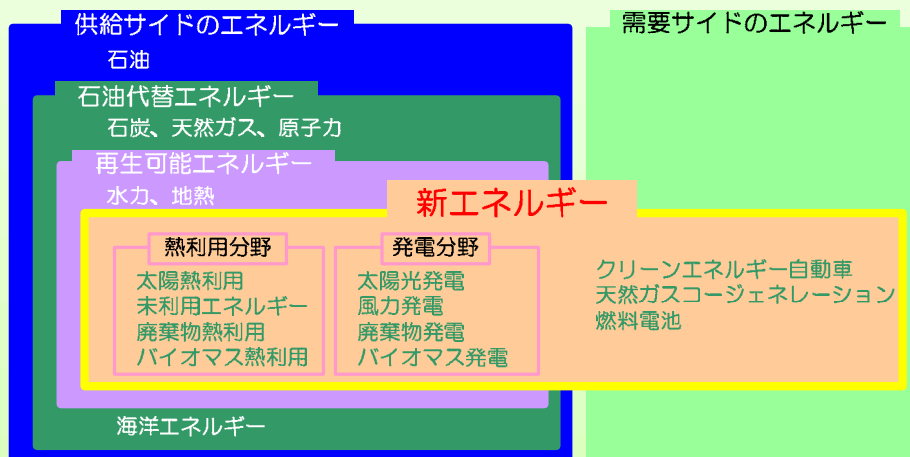 供給サイドのエネルギー
需要サイドのエネルギー
石油
石油代替エネルギー
石炭、天然ガス、原子力
再生可能エネルギー
水力、地熱
新エネルギー
熱利用分野
太陽熱利用
未利用エネルギー
廃棄物熱利用
バイオマス熱利用
発電分野
太陽光発電
風力発電
廃棄物発電
バイオマス発電
クリーンエネルギー自動車
天然ガスコージェネレーション
燃料電池
海洋エネルギー